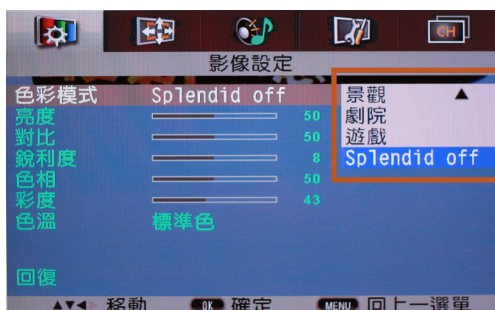 CH
影像設定
色彩模式 Splendid off
亮度 50
對比 50
銳利度 8
色相 50
彩度 43
色溫 標準色
回復
景觀
劇院
遊戲
Splendid off
移動 OK 確定 MENU 回上一選單